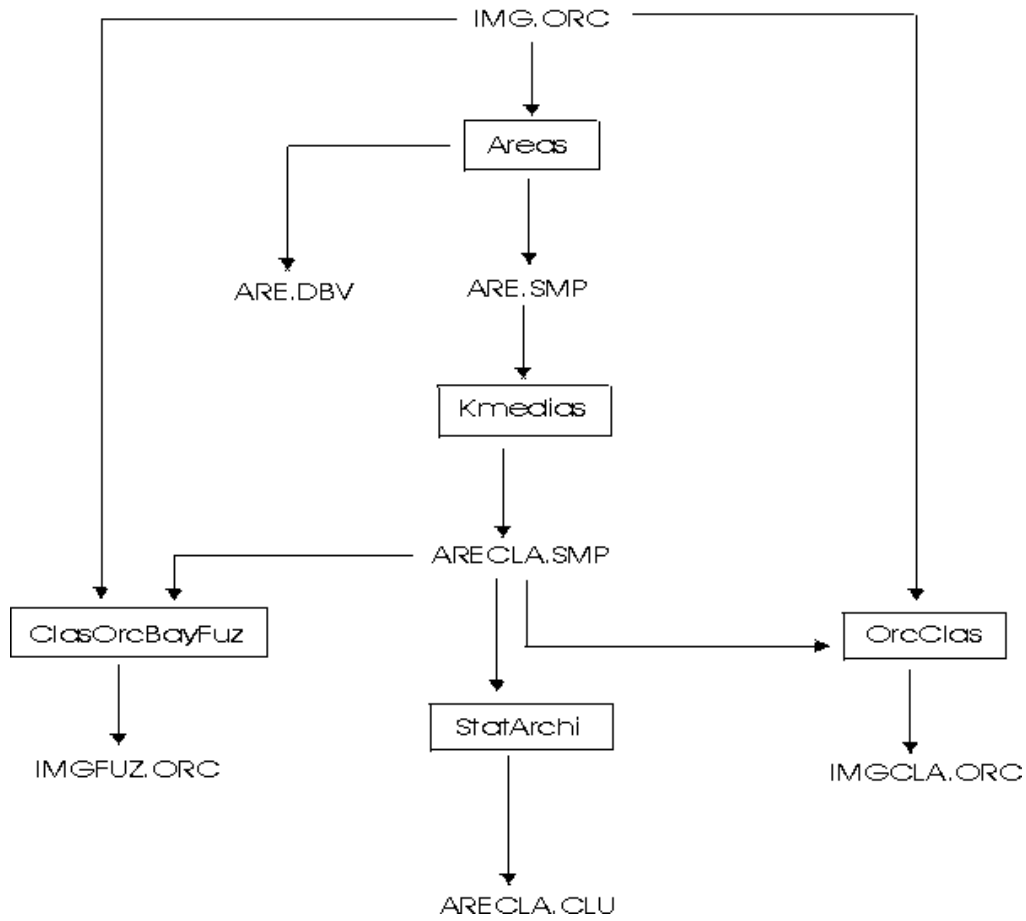 IMG.ORC
Areas
ARE.DBV
ARE.SMP
Kmedias
ARECLA.SMP
ClasOrcBayFuz
OrcClas
StatArchi
IMGFUZ.ORC
IMGCLA.ORC
ARECLA.CLU